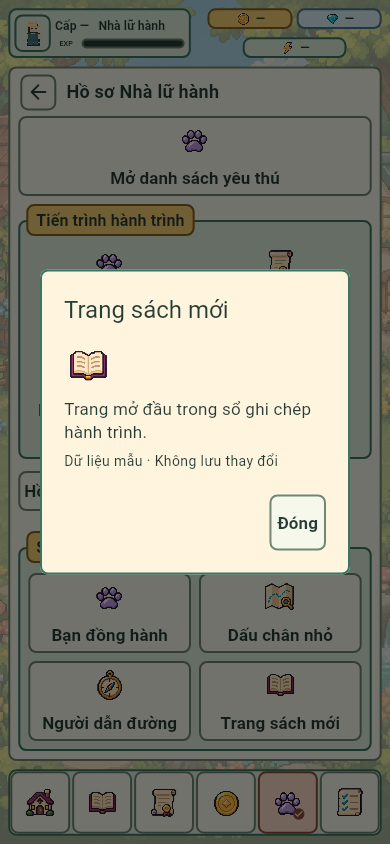 Cấp — Nhà lữ hành
EXP
—
—
—
Hồ sơ Nhà lữ hành
Mở danh sách yêu thú
Tiến trình hành trình
Trang sách mới
Trang mở đầu trong sổ ghi chép
hành trình.
Dữ liệu mẫu · Không lưu thay đổi
Đóng
Bạn đồng hành
Dấu chân nhỏ
Người dẫn đường
Trang sách mới